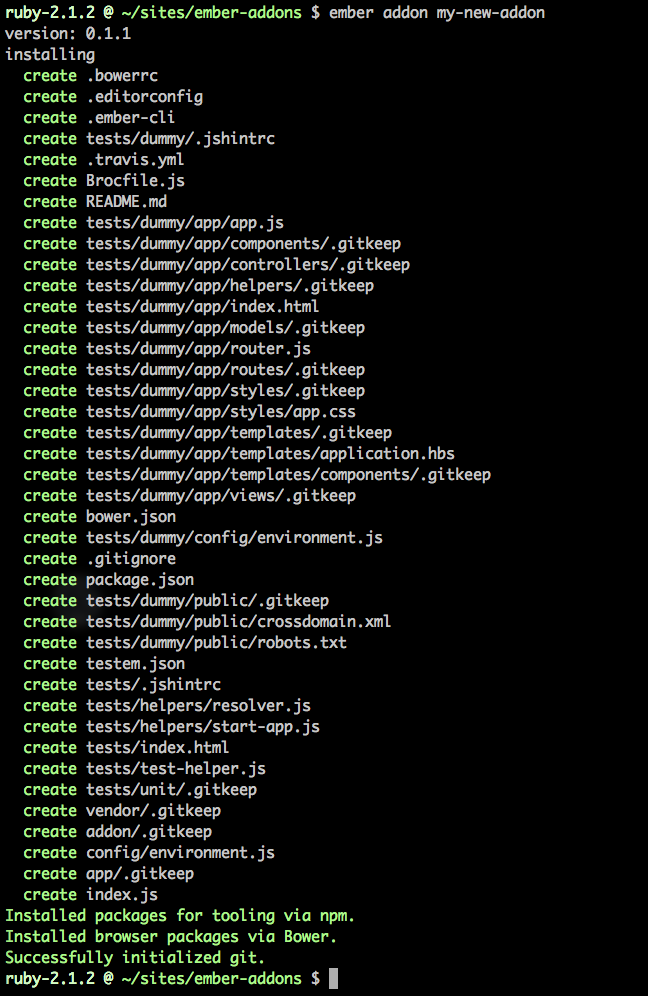 ruby-2.1.2 @ ~/sites/ember-addons $ ember addon my-new-addon
version: 0.1.1
installing
create .bowerrc
create .editorconfig
create .ember-cli
create tests/dummy/.jshintrc
create .travis.yml
create Brocfile.js
create README.md
create tests/dummy/app/app.js
create tests/dummy/app/components/.gitkeep
create tests/dummy/app/controllers/.gitkeep
create tests/dummy/app/helpers/.gitkeep
create tests/dummy/app/index.html
create tests/dummy/app/models/.gitkeep
create tests/dummy/app/router.js
create tests/dummy/app/routes/.gitkeep
create tests/dummy/app/styles/.gitkeep
create tests/dummy/app/styles/app.css
create tests/dummy/app/templates/.gitkeep
create tests/dummy/app/templates/application.hbs
create tests/dummy/app/templates/components/.gitkeep
create tests/dummy/app/views/.gitkeep
create bower.json
create tests/dummy/config/environment.js
create .gitignore
create package.json
create tests/dummy/public/.gitkeep
create tests/dummy/public/crossdomain.xml
create tests/dummy/public/robots.txt
create testem.json
create tests/.jshintrc
create tests/helpers/resolver.js
create tests/helpers/start-app.js
create tests/index.html
create tests/test-helper.js
create tests/unit/.gitkeep
create vendor/.gitkeep
create addon/.gitkeep
create config/environment.js
create app/.gitkeep
create index.js
Installed packages for tooling via npm.
Installed browser packages via Bower.
Successfully initialized git.
ruby-2.1.2 @ ~/sites/ember-addons $